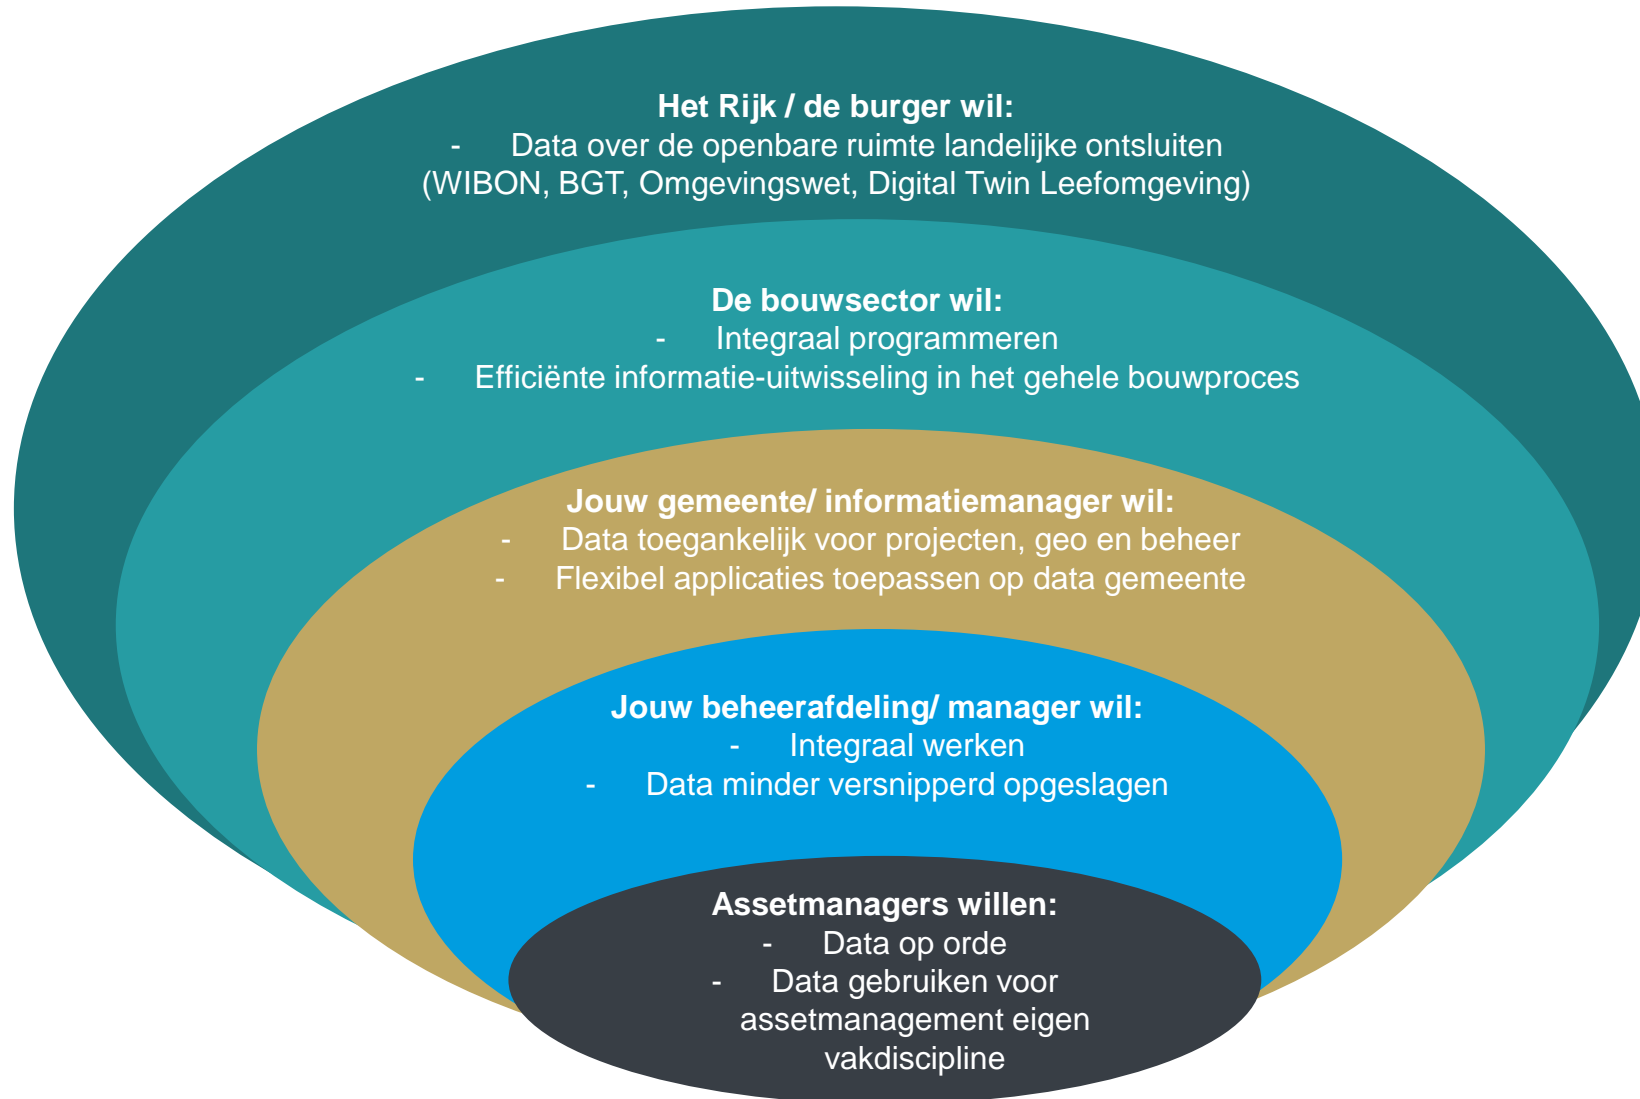 Het Rijk / de burger wil:
- Data over de openbare ruimte landelijke ontsluiten
(WIBON, BGT, Omgevingswet, Digital Twin Leefomgeving)
De bouwsector wil:
- Integraal programmeren
- Efficiënte informatie-uitwisseling in het gehele bouwproces
Jouw gemeente/ informatiemanager wil:
- Data toegankelijk voor projecten, geo en beheer
- Flexibel applicaties toepassen op data gemeente
Jouw beheerafdeling/ manager wil:
- Integraal werken
- Data minder versnipperd opgeslagen
Assetmanagers willen:
- Data op orde
- Data gebruiken voor
assetmanagement eigen
vakdiscipline